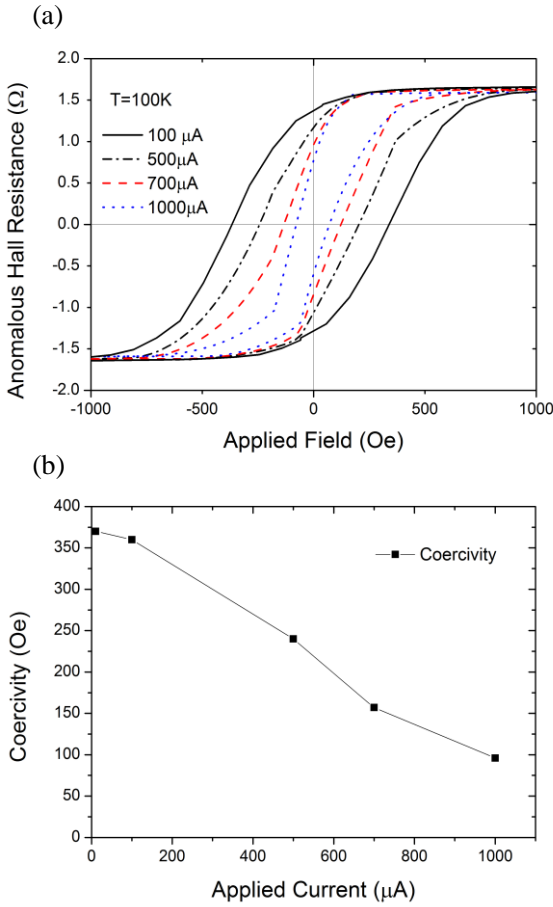 (a)
2.0
1.5
1.0
0.5
0.0
-0.5
-1.0
-1.5
-2.0
Anomalous Hall Resistance (Ω)
T=100K
100 μA
500μA
700μA
1000μA
-1000 -500 0 500 1000
Applied Field (Oe)
(b)
400
350
300
250
200
150
100
50
0
Coercivity (Oe)
Coercivity
0 200 400 600 800 1000
Applied Current (μA)